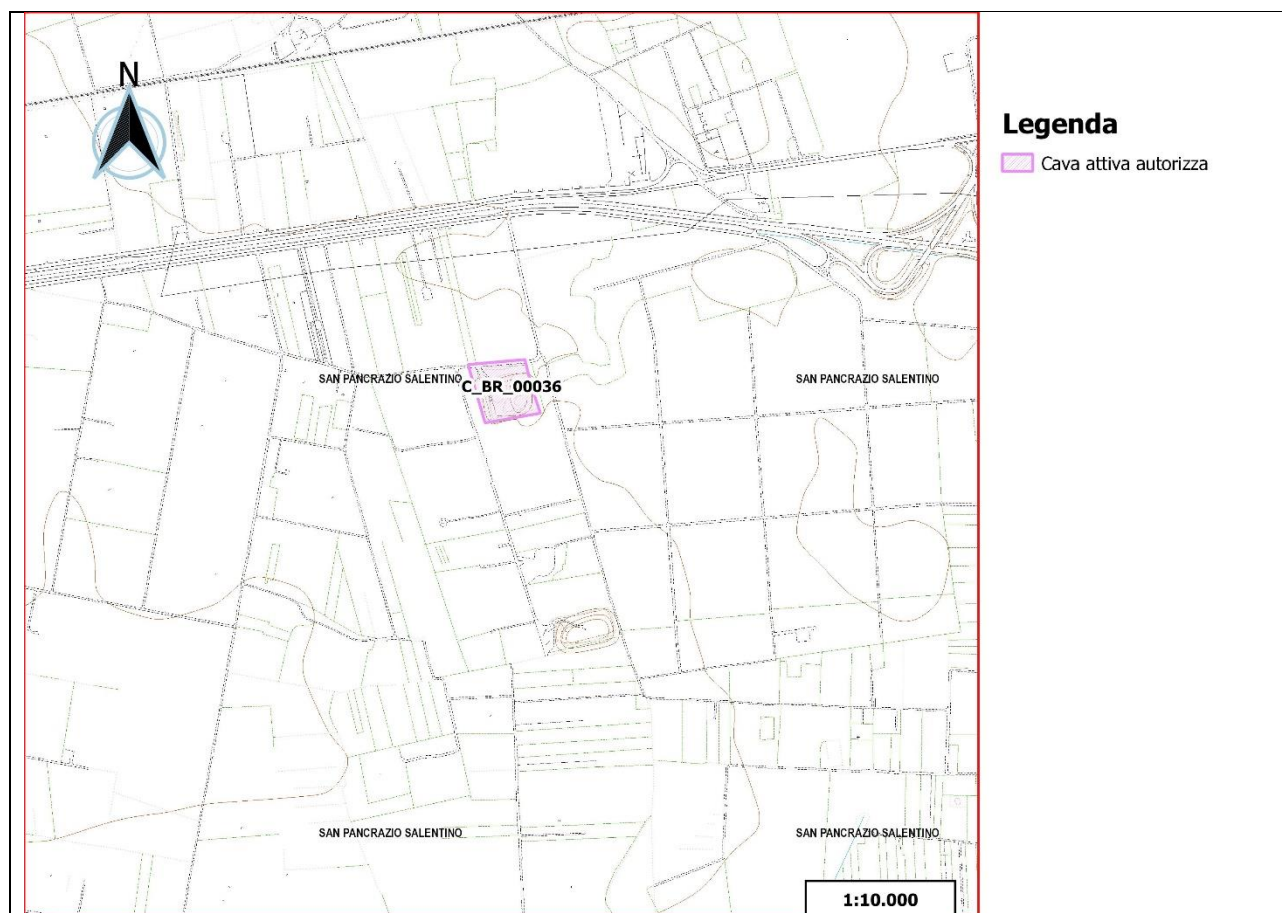 N
Legenda
Cava attiva autorizza
SAN PANCRAZIO SALENTINO
C_BR_00036
SAN PANCRAZIO SALENTINO
SAN PANCRAZIO SALENTINO
SAN PANCRAZIO SALENTINO
1:10.000